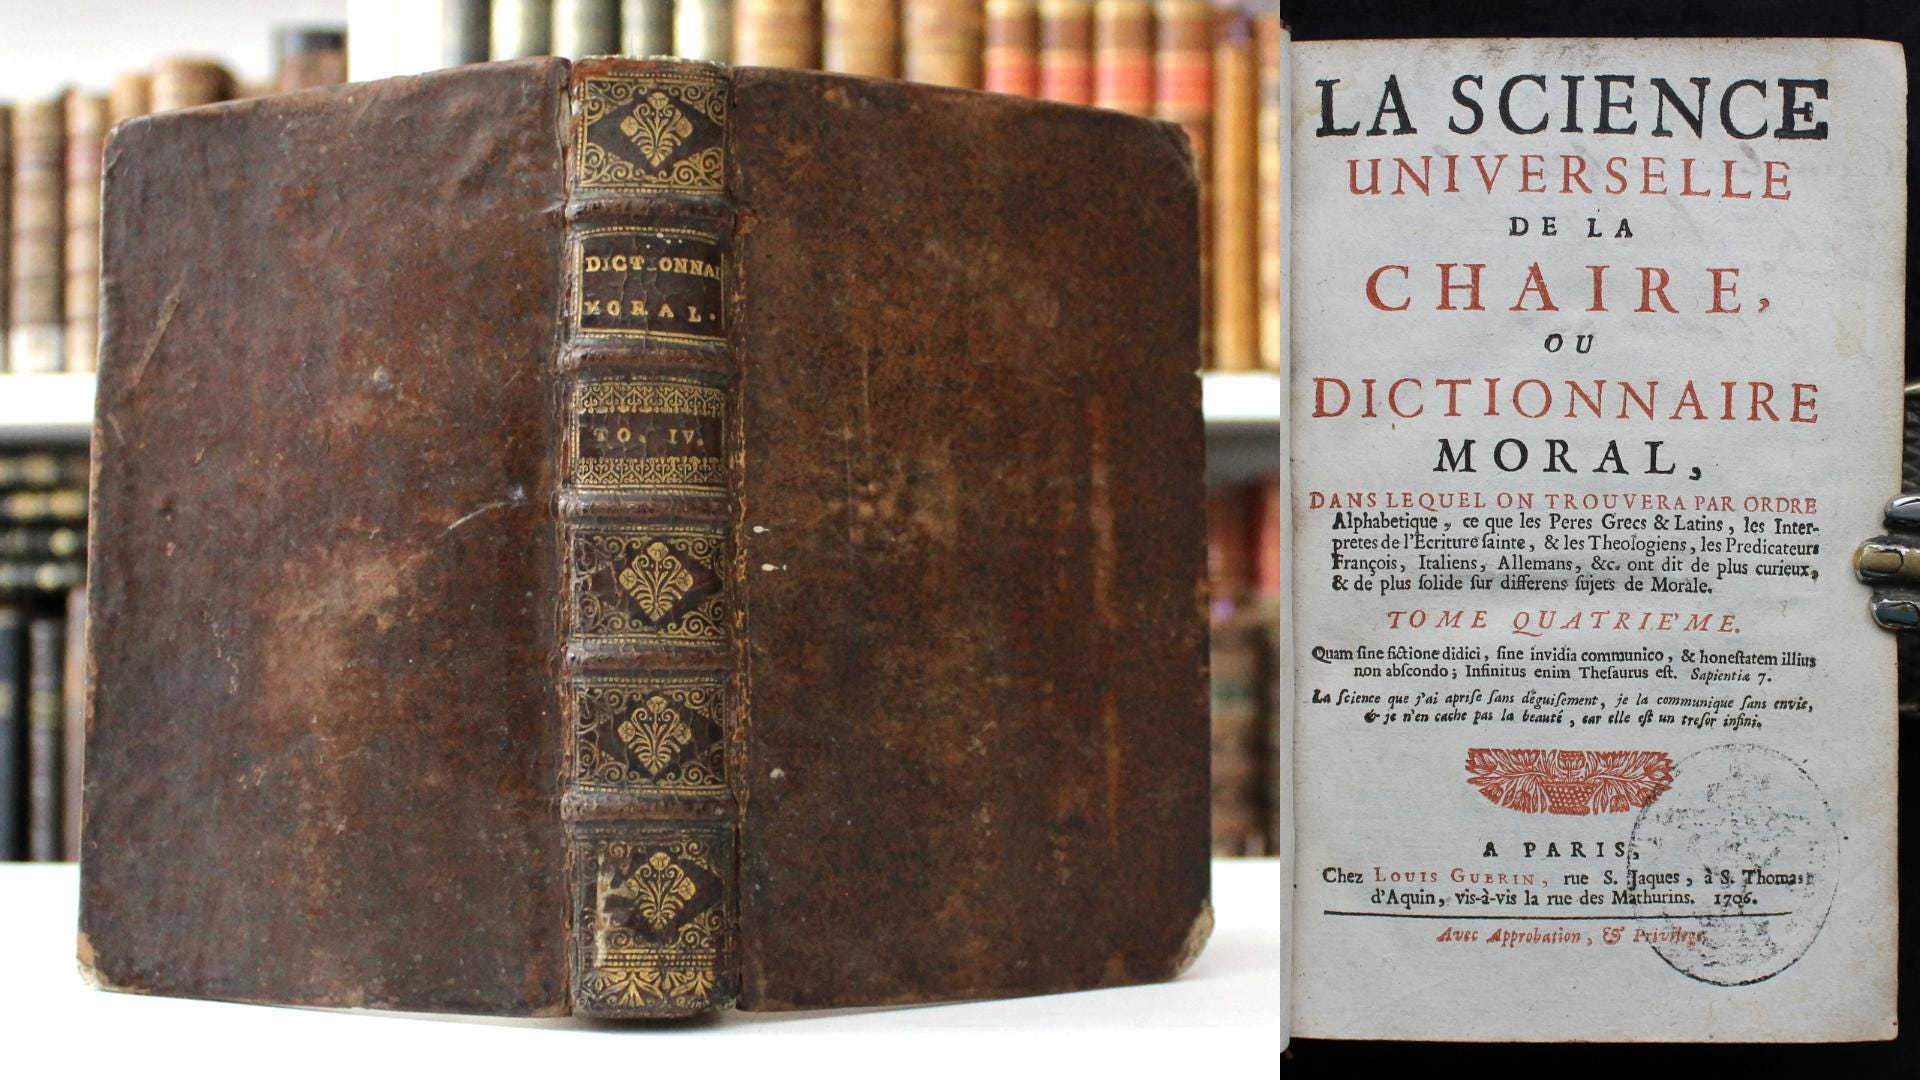 DICTIONNAI
MORAL.
TO. IV.
LA SCIENCE
UNIVERSELLE
DE LA
CHAIRE,
OU
DICTIONNAIRE
MORAL,
DANS LEQUEL ON TROUVERA PAR ORDRE
Alphabetique, ce que les Peres Grecs & Latins, les Inter-
pretes de l'Ecriture ſainte, & les Theologiens, les Predicateurs
François, Italiens, Allemans, &c. ont dit de plus curieux,
& de plus ſolide ſur differens ſujets de Morale.
TOME QUATRIE'ME.
Quam ſine fictione didici, ſine invidia communico, & honeſtatem illius
non abſcondo; Infinitus enim Theſaurus eſt. Sapientiæ 7.
La ſcience que j'ai apriſe ſans déguiſement, je la communique ſans envie,
& je n'en cache pas la beauté, car elle eſt un treſor infini.
A PARIS,
Chez LOUIS GUERIN, rue S. Jaques, à S. Thomas
d'Aquin, vis-à-vis la rue des Mathurins. 1706.
Avec Approbation, & Privilege